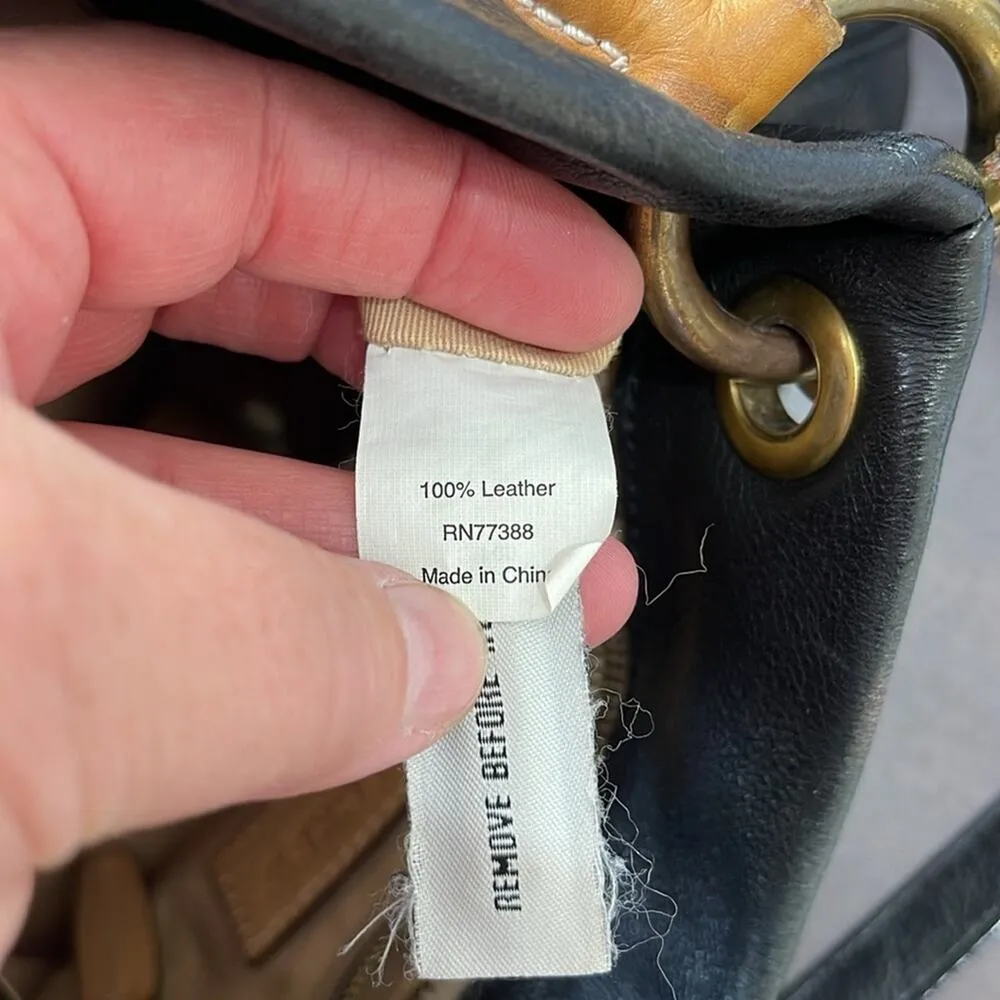 100% Leather
RN77388
Made in Chin
REMOVE BEFORE